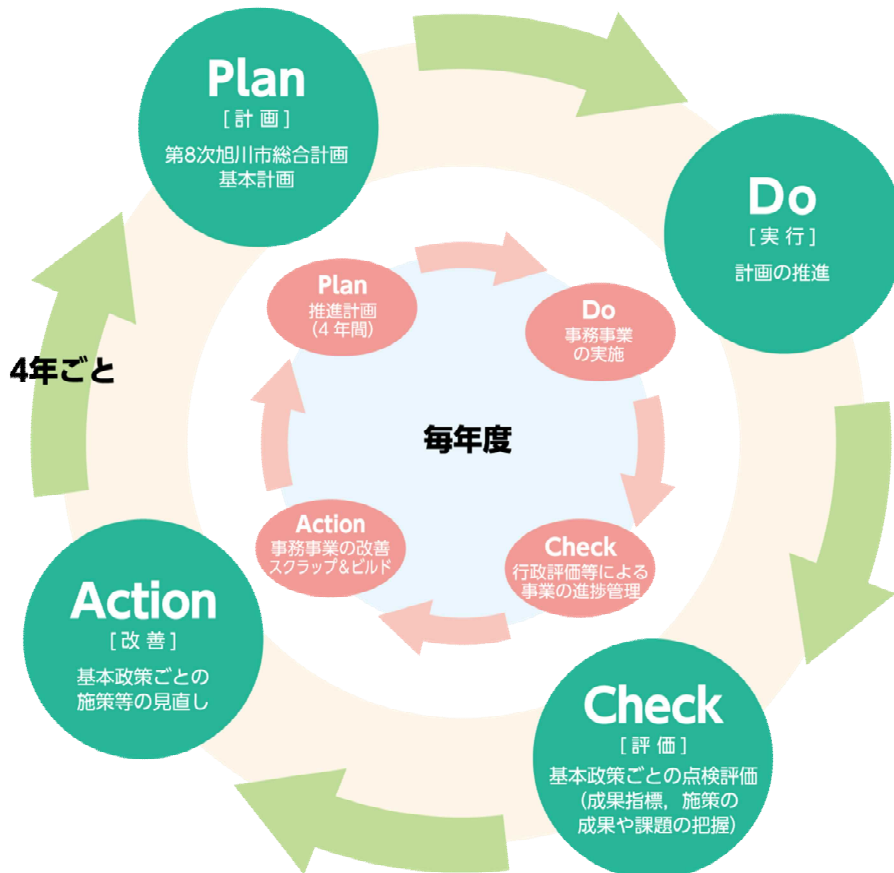 Plan
[計画]
第8次旭川市総合計画
基本計画
Do
[実行]
計画の推進
Check
[評価]
基本政策ごとの点検評価
(成果指標，施策の
成果や課題の把握)
Action
[改善]
基本政策ごとの
施策等の見直し
4年ごと
Plan
推進計画
(4年間)
Do
事務事業
の実施
Check
行政評価等による
事業の進捗管理
Action
事務事業の改善
スクラップ&ビルド
毎年度